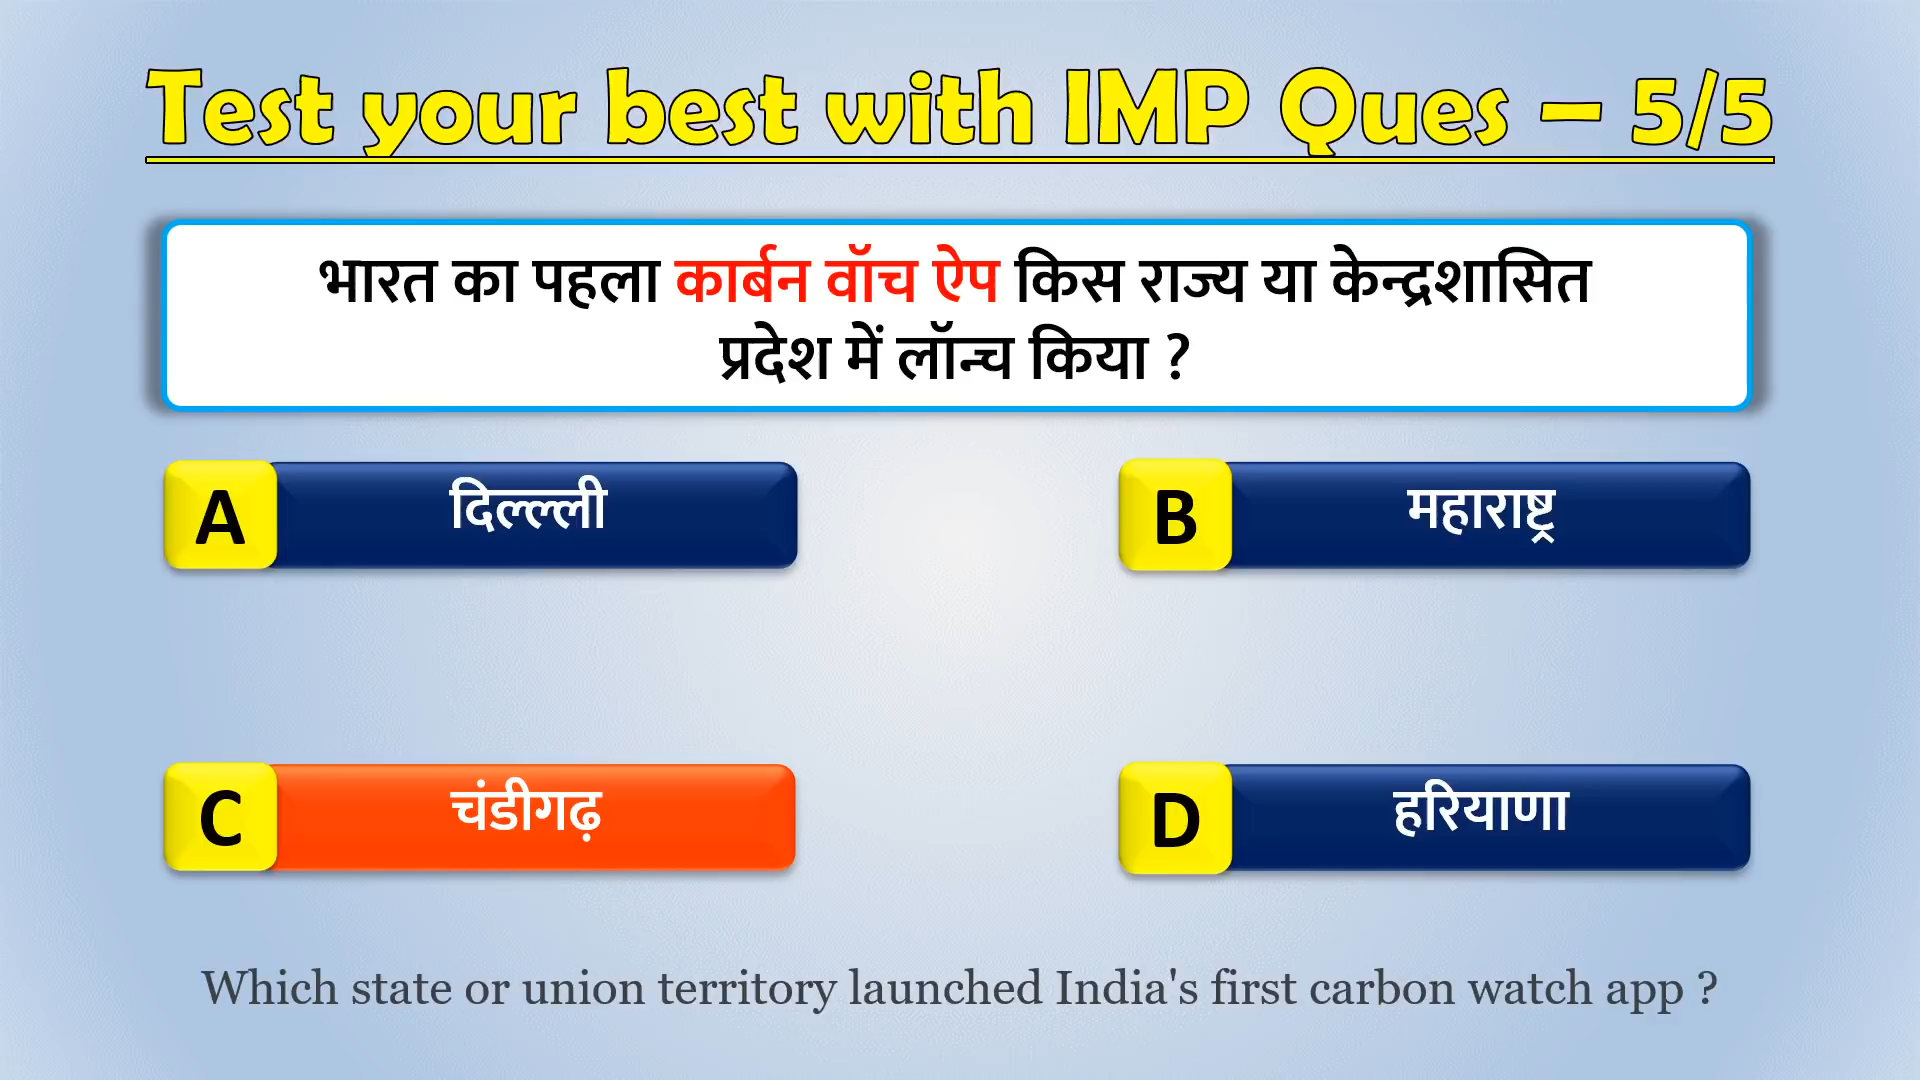 Test your best with IMP Ques – 5/5
भारत का पहला कार्बन वॉच ऐप किस राज्य या केन्द्रशासित
प्रदेश में लॉन्च किया ?
A दिल्ल्ली
B महाराष्ट्र
C चंडीगढ़
D हरियाणा
Which state or union territory launched India's first carbon watch app ?